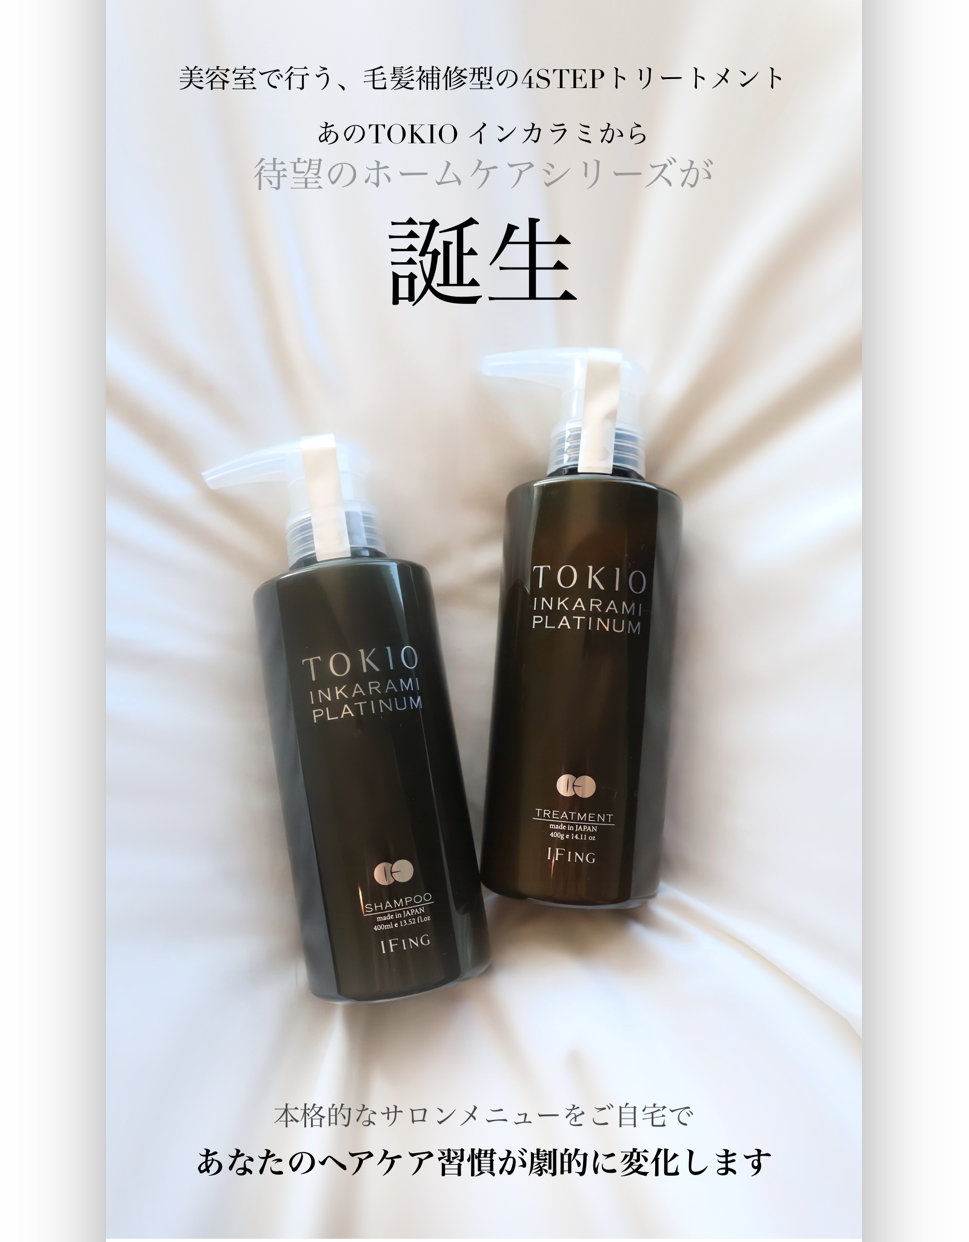 美容室で行う、毛髪補修型の4STEPトリートメント
あのTOKIO インカラミから
待望のホームケアシリーズが
誕生
TOKIO
INKARAMI
PLATINUM
TREATMENT
made in JAPAN
400g e 14.11 oz
IFING
TOKIO
INKARAMI
PLATINUM
SHAMPOO
made in JAPAN
400ml e 13.52 fl.oz
IFING
本格的なサロンメニューをご自宅で
あなたのヘアケア習慣が劇的に変化します